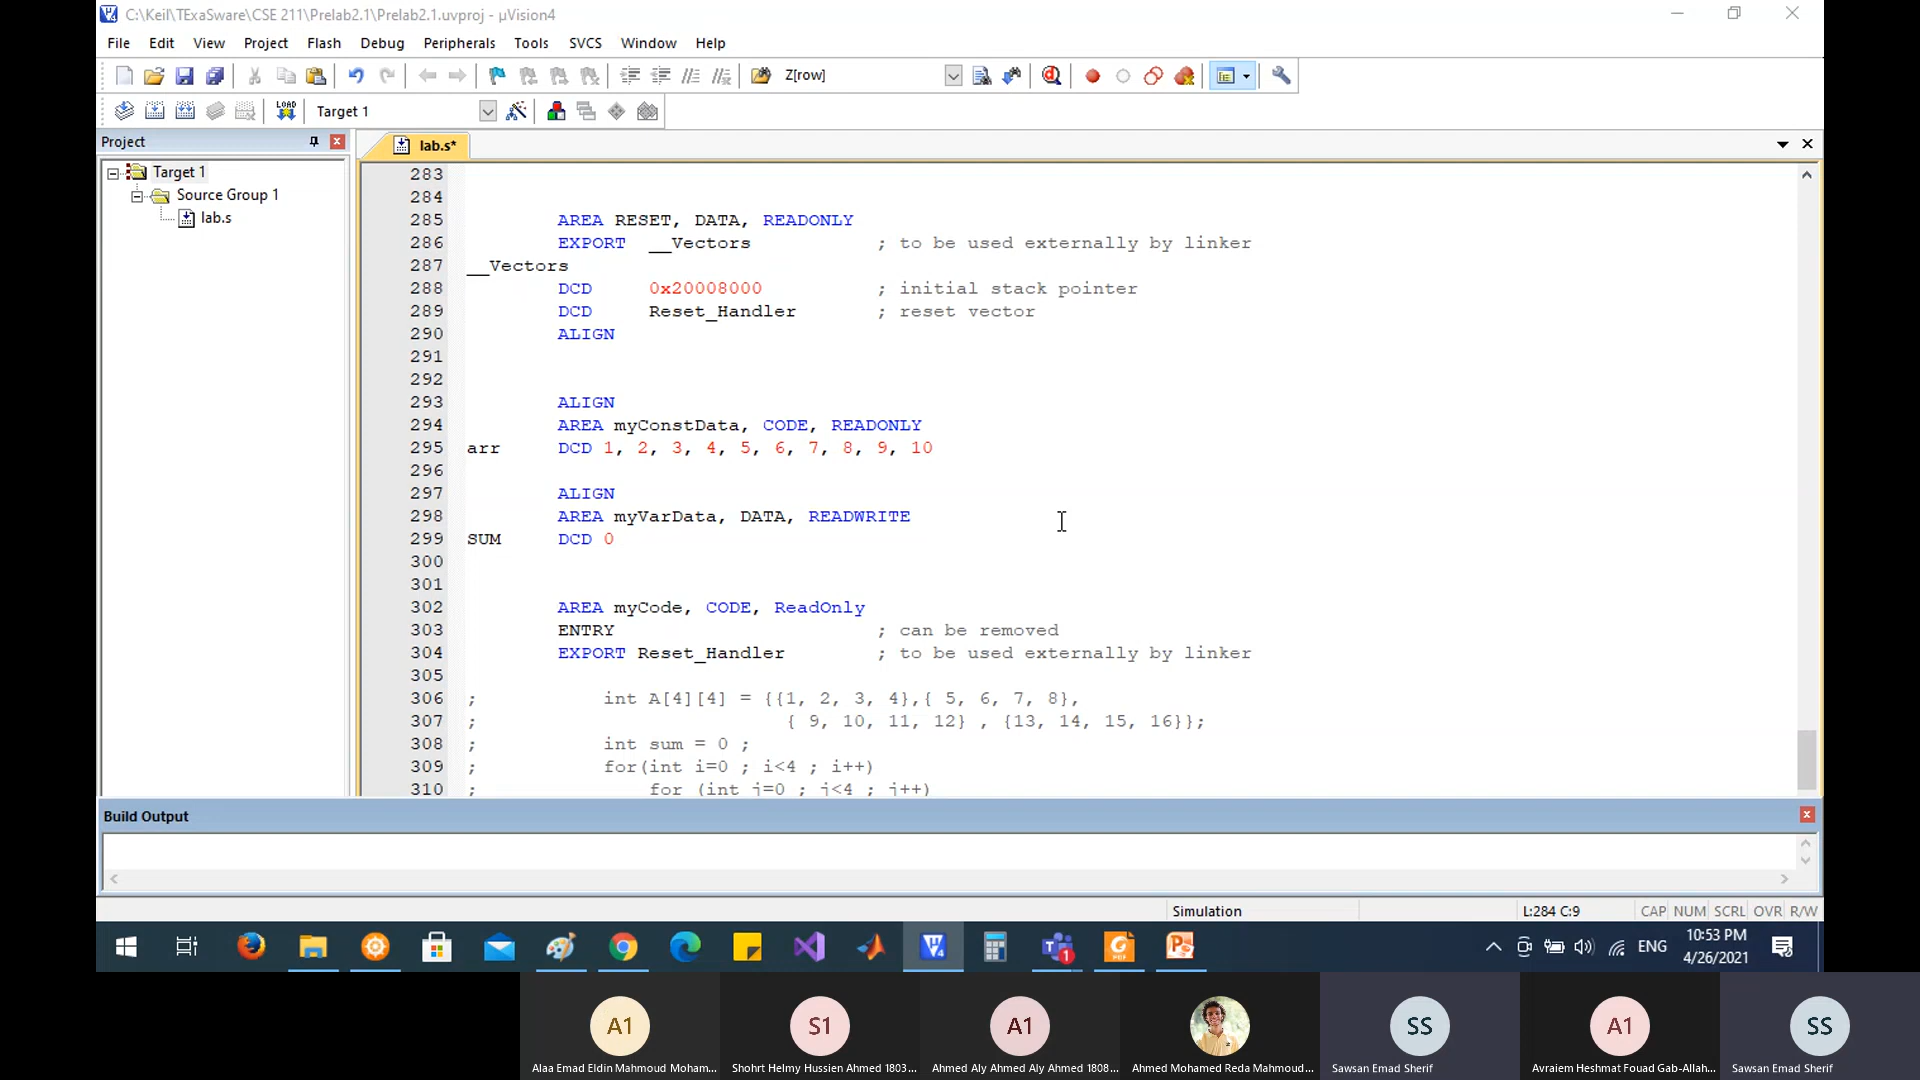 C:\Keil\TExaSware\CSE 211\Prelab2.1\Prelab2.1.uvproj - µVision4
File Edit View Project Flash Debug Peripherals Tools SVCS Window Help
Z[row]
LOAD Target 1
Project
lab.s*
Target 1
Source Group 1
lab.s
283
284
285 AREA RESET, DATA, READONLY
286 EXPORT __Vectors ; to be used externally by linker
287 __Vectors
288 DCD 0x20008000 ; initial stack pointer
289 DCD Reset_Handler ; reset vector
290 ALIGN
291
292
293 ALIGN
294 AREA myConstData, CODE, READONLY
295 arr DCD 1, 2, 3, 4, 5, 6, 7, 8, 9, 10
296
297 ALIGN
298 AREA myVarData, DATA, READWRITE
299 SUM DCD 0
300
301
302 AREA myCode, CODE, ReadOnly
303 ENTRY ; can be removed
304 EXPORT Reset_Handler ; to be used externally by linker
305
306 ; int A[4][4] = {{1, 2, 3, 4},{ 5, 6, 7, 8},
307 ; { 9, 10, 11, 12} , {13, 14, 15, 16}};
308 ; int sum = 0 ;
309 ; for(int i=0 ; i<4 ; i++)
310 ; for (int j=0 ; j<4 ; j++)
Build Output
Simulation L:284 C:9 CAP NUM SCRL OVR R/W
ENG
10:53 PM
4/26/2021
A1 S1 A1 SS A1 SS
Alaa Emad Eldin Mahmoud Moham... Shohrt Helmy Hussien Ahmed 1803... Ahmed Aly Ahmed Aly Ahmed 1808... Ahmed Mohamed Reda Mahmoud... Sawsan Emad Sherif Avraiem Heshmat Fouad Gab-Allah... Sawsan Emad Sherif